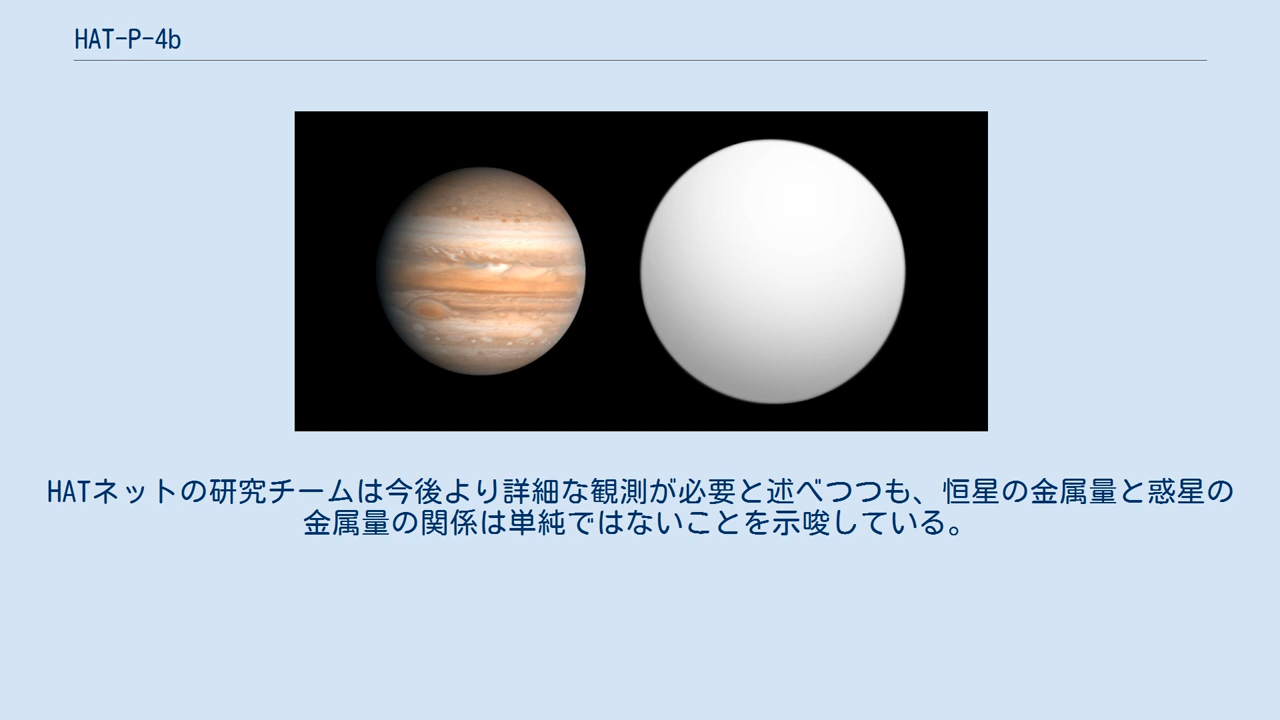 HAT-P-4b
HATネットの研究チームは今後より詳細な観測が必要と述べつつも、恒星の金属量と惑星の
金属量の関係は単純ではないことを示唆している。